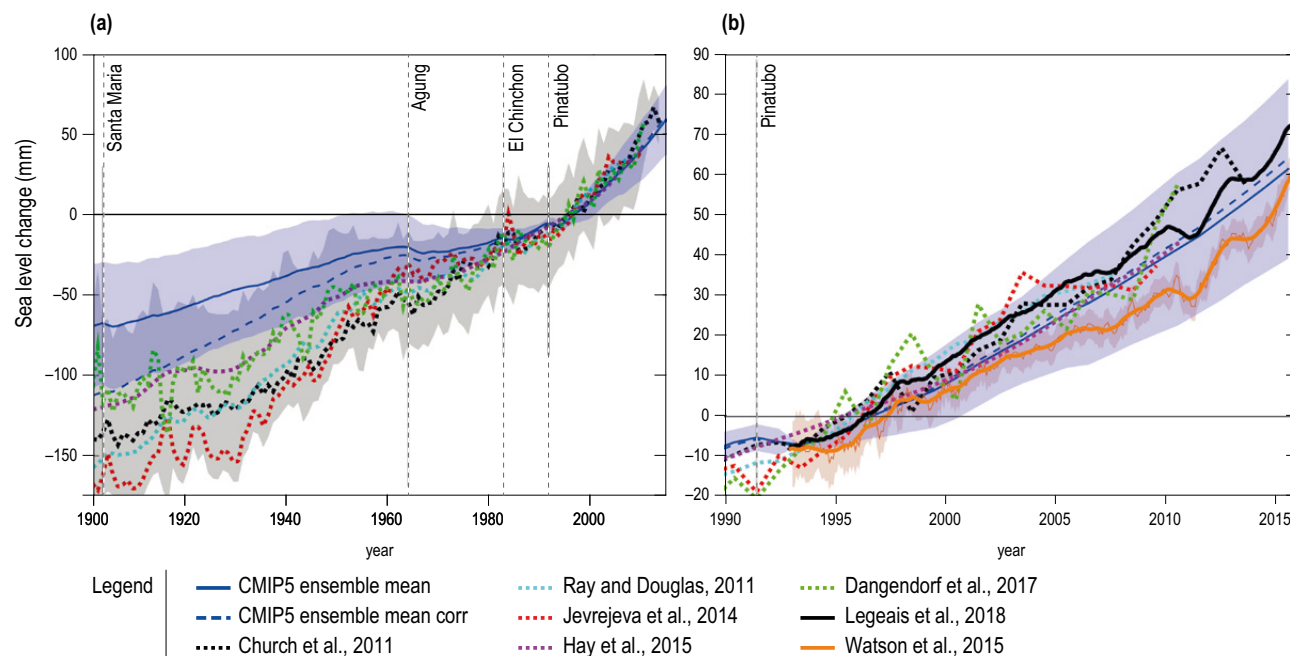 (a)
Sea level change (mm)
100
50
0
−50
−100
−150
Santa Maria
Agung
El Chinchon
Pinatubo
1900 1920 1940 1960 1980 2000
year
(b)
90
80
70
60
50
40
30
20
10
0
−10
−20
Pinatubo
1990 1995 2000 2005 2010 2015
year
Legend
CMIP5 ensemble mean
CMIP5 ensemble mean corr
Church et al., 2011
Ray and Douglas, 2011
Jevrejeva et al., 2014
Hay et al., 2015
Dangendorf et al., 2017
Legeais et al., 2018
Watson et al., 2015